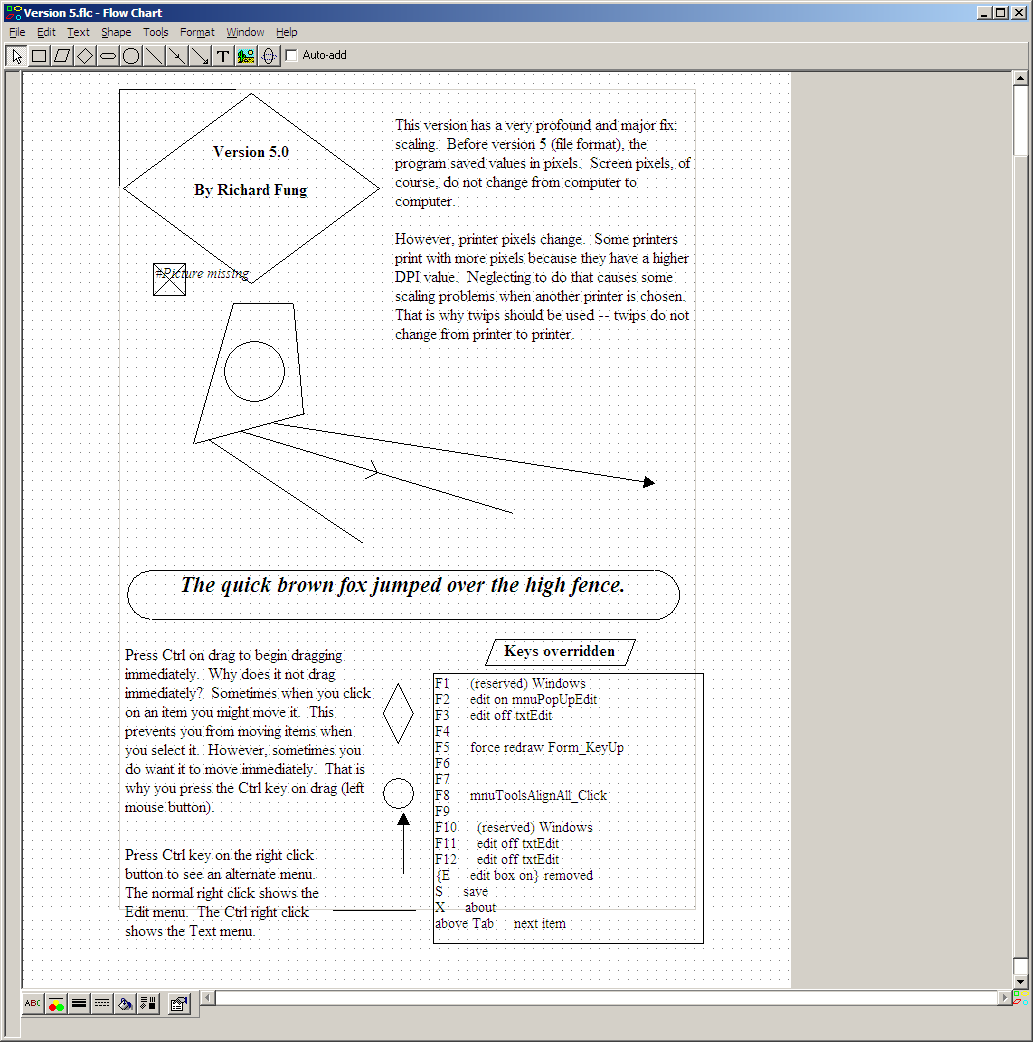 Version 5.flc - Flow Chart
File Edit Text Shape Tools Format Window Help
T Auto-add
Version 5.0
By Richard Fung
This version has a very profound and major fix:
scaling. Before version 5 (file format), the
program saved values in pixels. Screen pixels, of
course, do not change from computer to
computer.
However, printer pixels change. Some printers
print with more pixels because they have a higher
DPI value. Neglecting to do that causes some
scaling problems when another printer is chosen.
That is why twips should be used -- twips do not
change from printer to printer.
=Picture missing
The quick brown fox jumped over the high fence.
Press Ctrl on drag to begin dragging
immediately. Why does it not drag
immediately? Sometimes when you click
on an item you might move it. This
prevents you from moving items when
you select it. However, sometimes you
do want it to move immediately. That is
why you press the Ctrl key on drag (left
mouse button).
Press Ctrl key on the right click
button to see an alternate menu.
The normal right click shows the
Edit menu. The Ctrl right click
shows the Text menu.
Keys overridden
F1 (reserved) Windows
F2 edit on mnuPopUpEdit
F3 edit off txtEdit
F4
F5 force redraw Form_KeyUp
F6
F7
F8 mnuToolsAlignAll_Click
F9
F10 (reserved) Windows
F11 edit off txtEdit
F12 edit off txtEdit
{E edit box on} removed
S save
X about
above Tab next item
ABC